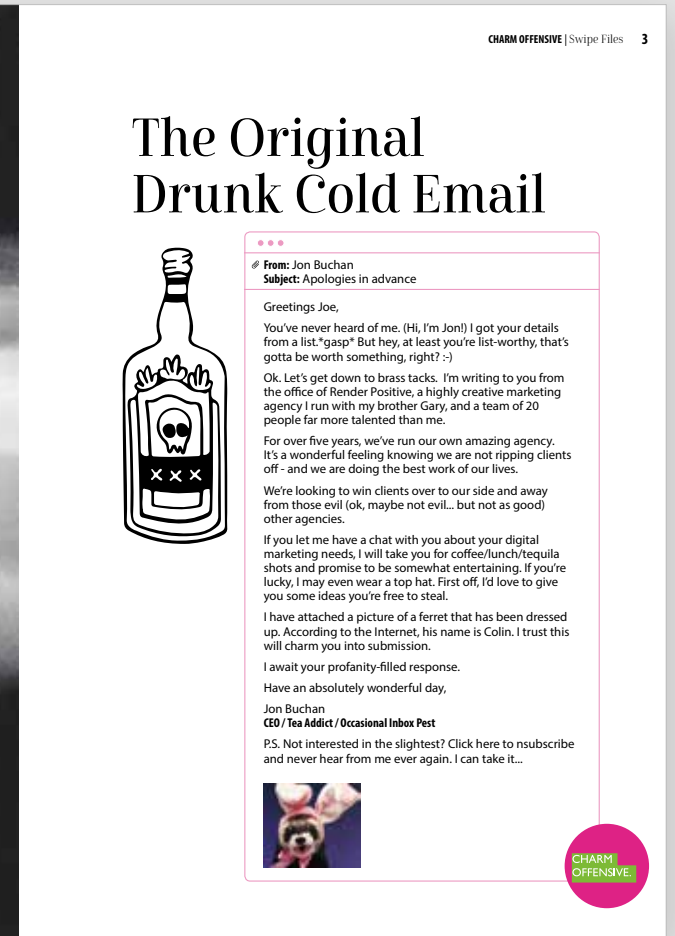 CHARM OFFENSIVE | Swipe Files 3
The Original
Drunk Cold Email
From: Jon Buchan
Subject: Apologies in advance
Greetings Joe,
You've never heard of me. (Hi, I'm Jon!) I got your details
from a list.*gasp* But hey, at least you're list-worthy, that's
gotta be worth something, right? :-)
Ok. Let's get down to brass tacks. I'm writing to you from
the office of Render Positive, a highly creative marketing
agency I run with my brother Gary, and a team of 20
people far more talented than me.
For over five years, we've run our own amazing agency.
It's a wonderful feeling knowing we are not ripping clients
off - and we are doing the best work of our lives.
We're looking to win clients over to our side and away
from those evil (ok, maybe not evil... but not as good)
other agencies.
If you let me have a chat with you about your digital
marketing needs, I will take you for coffee/lunch/tequila
shots and promise to be somewhat entertaining. If you're
lucky, I may even wear a top hat. First off, I'd love to give
you some ideas you're free to steal.
I have attached a picture of a ferret that has been dressed
up. According to the Internet, his name is Colin. I trust this
will charm you into submission.
I await your profanity-filled response.
Have an absolutely wonderful day,
Jon Buchan
CEO / Tea Addict / Occasional Inbox Pest
P.S. Not interested in the slightest? Click here to nsubscribe
and never hear from me ever again. I can take it...
XXX
CHARM
OFFENSIVE.